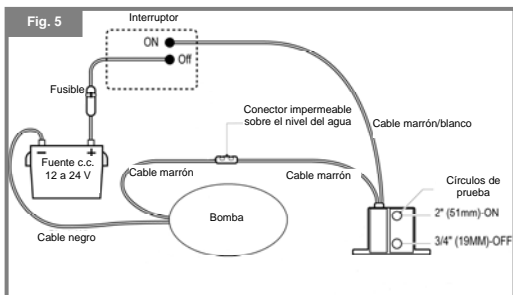 Fig. 5
Interruptor
ON
Off
Fusible
Conector impermeable
sobre el nivel del agua
Cable marrón/blanco
Fuente c.c.
12 a 24 V
Cable marrón
Cable marrón
Círculos de
prueba
Bomba
2" (51mm)-ON
3/4" (19MM)-OFF
Cable negro